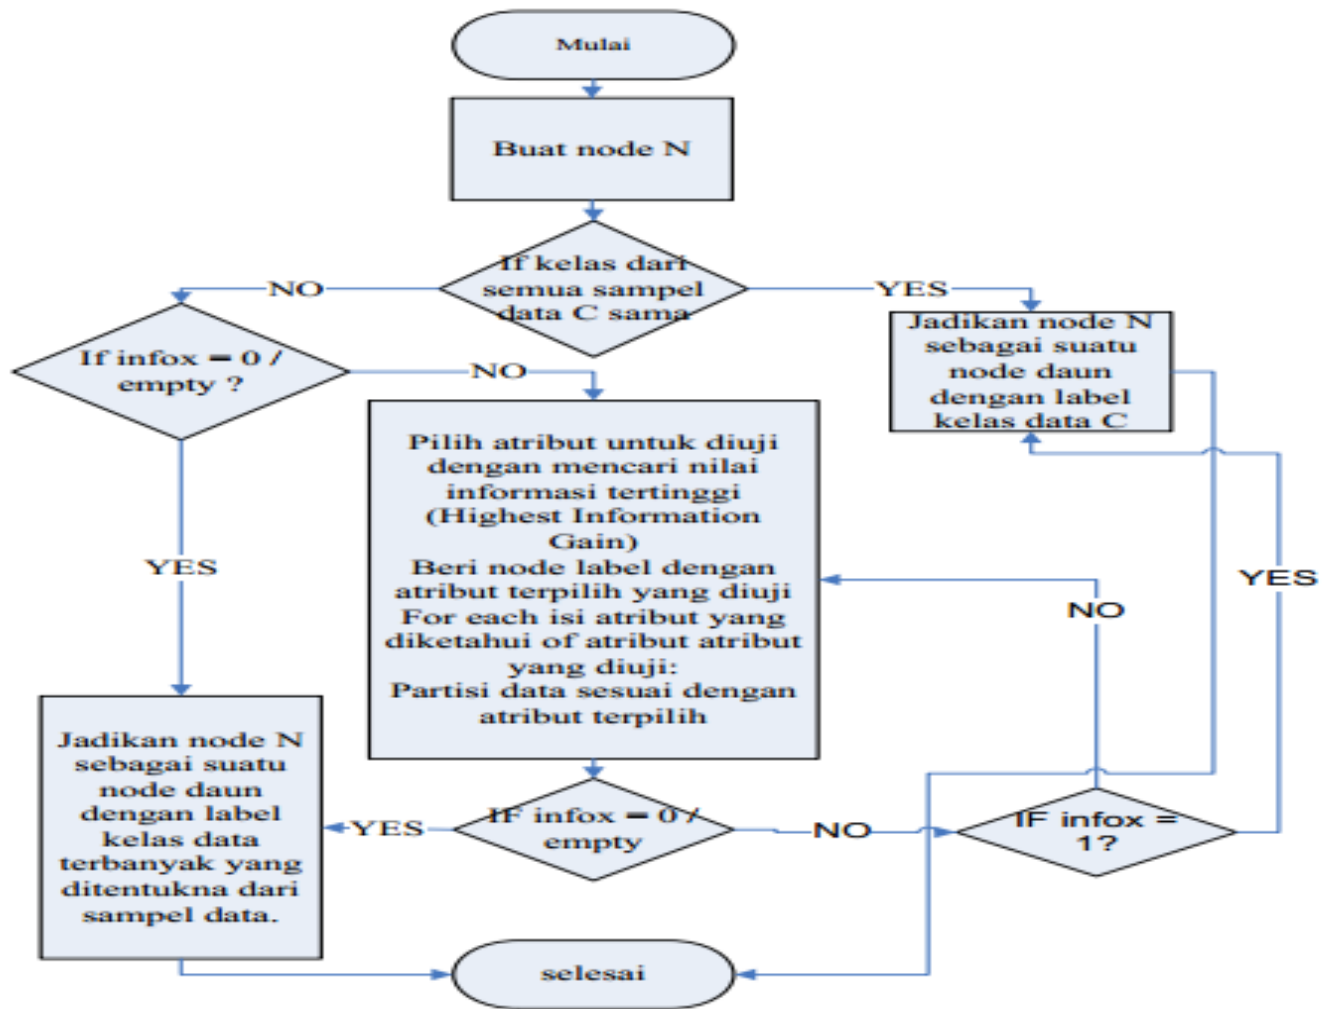 Mulai
Buat node N
If kelas dari
semua sampel
data C sama
NO
YES
If infox = 0 /
empty ?
NO
Jadikan node N
sebagai suatu
node daun
dengan label
kelas data C
Pilih atribut untuk diuji
dengan mencari nilai
informasi tertinggi
(Highest Information
Gain)
Beri node label dengan
atribut terpilih yang diuji
For each isi atribut yang
diketahui of atribut atribut
yang diuji:
Partisi data sesuai dengan
atribut terpilih
YES
YES
NO
Jadikan node N
sebagai suatu
node daun
dengan label
kelas data
terbanyak yang
ditentukna dari
sampel data.
YES
IF infox = 0 /
empty
NO
IF infox =
1?
selesai